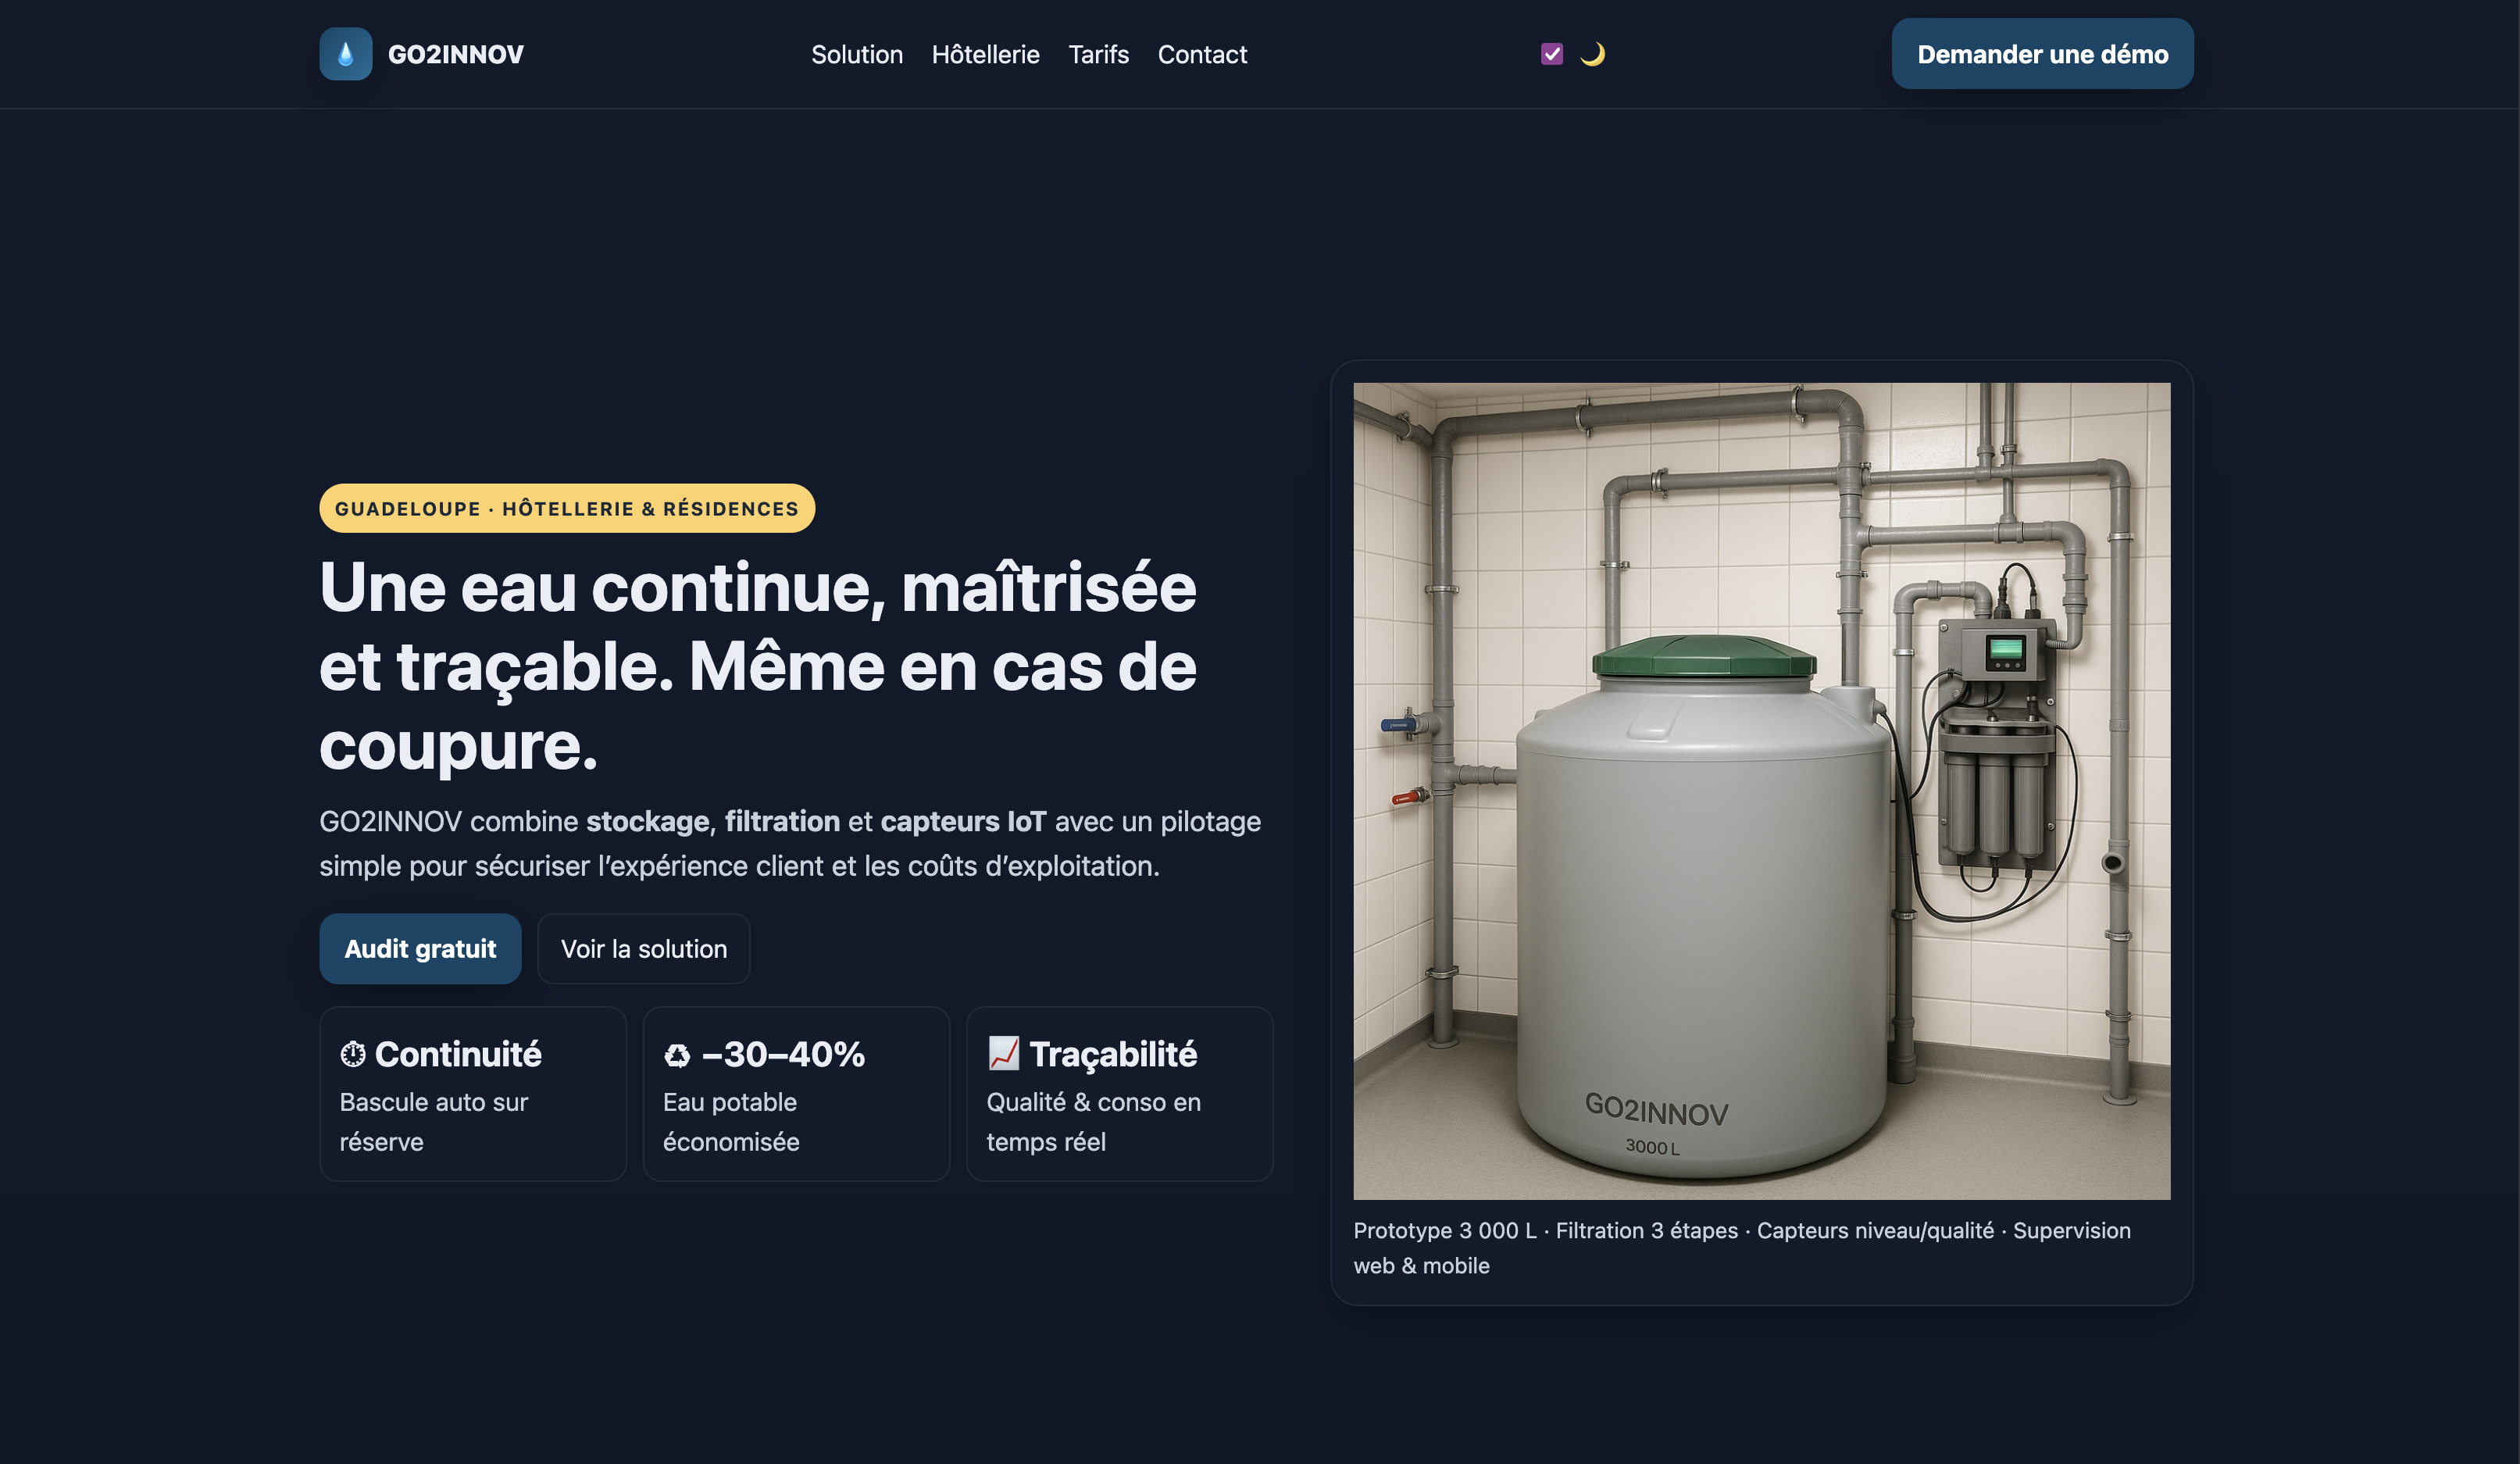 GO2INNOV
Solution Hôtellerie Tarifs Contact
Demander une démo
GUADELOUPE · HÔTELLERIE & RÉSIDENCES
Une eau continue, maîtrisée
et traçable. Même en cas de
coupure.
GO2INNOV combine stockage, filtration et capteurs IoT avec un pilotage
simple pour sécuriser l’expérience client et les coûts d’exploitation.
Audit gratuit
Voir la solution
Continuité
Bascule auto sur
réserve
–30–40%
Eau potable
économisée
Traçabilité
Qualité & conso en
temps réel
GO2INNOV
3000 L
Prototype 3 000 L · Filtration 3 étapes · Capteurs niveau/qualité · Supervision
web & mobile